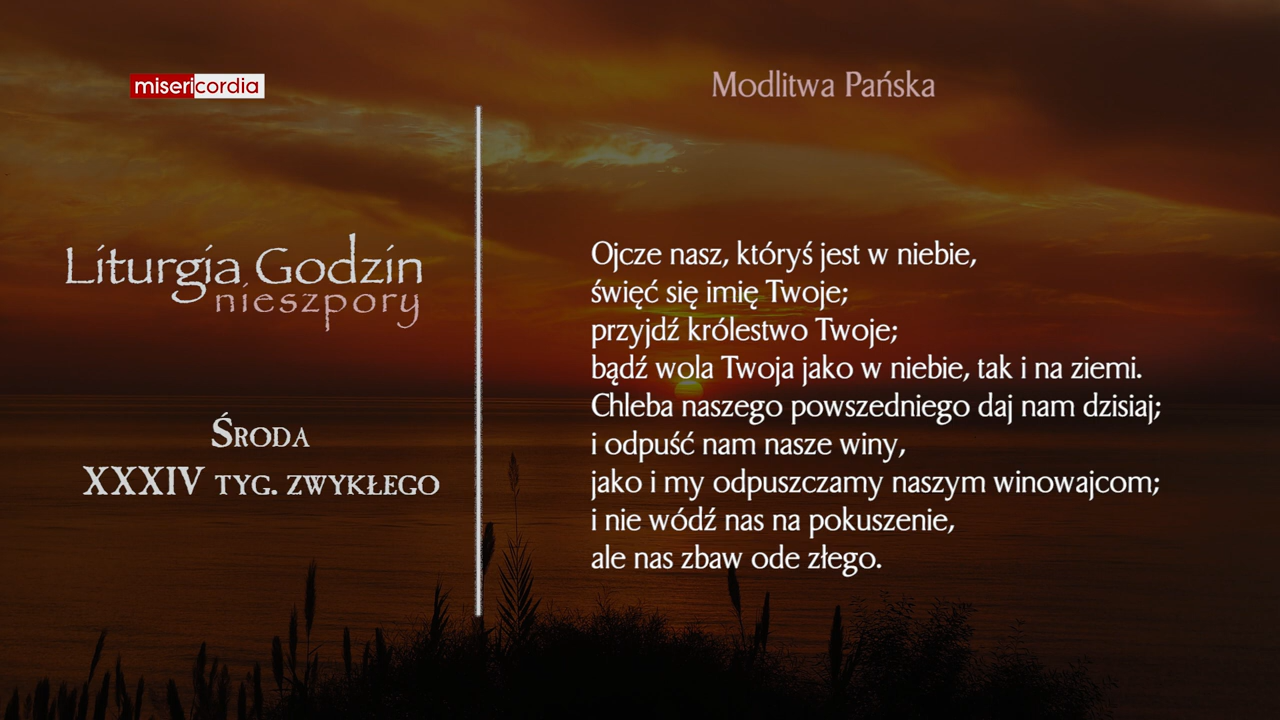 misericordia
Liturgia Godzin
nieszpory
Środa
XXXIV tyg. zwykłego
Modlitwa Pańska
Ojcze nasz, któryś jest w niebie,
święć się imię Twoje;
przyjdź królestwo Twoje;
bądź wola Twoja jako w niebie, tak i na ziemi.
Chleba naszego powszedniego daj nam dzisiaj;
i odpuść nam nasze winy,
jako i my odpuszczamy naszym winowajcom;
i nie wódź nas na pokuszenie,
ale nas zbaw ode złego.